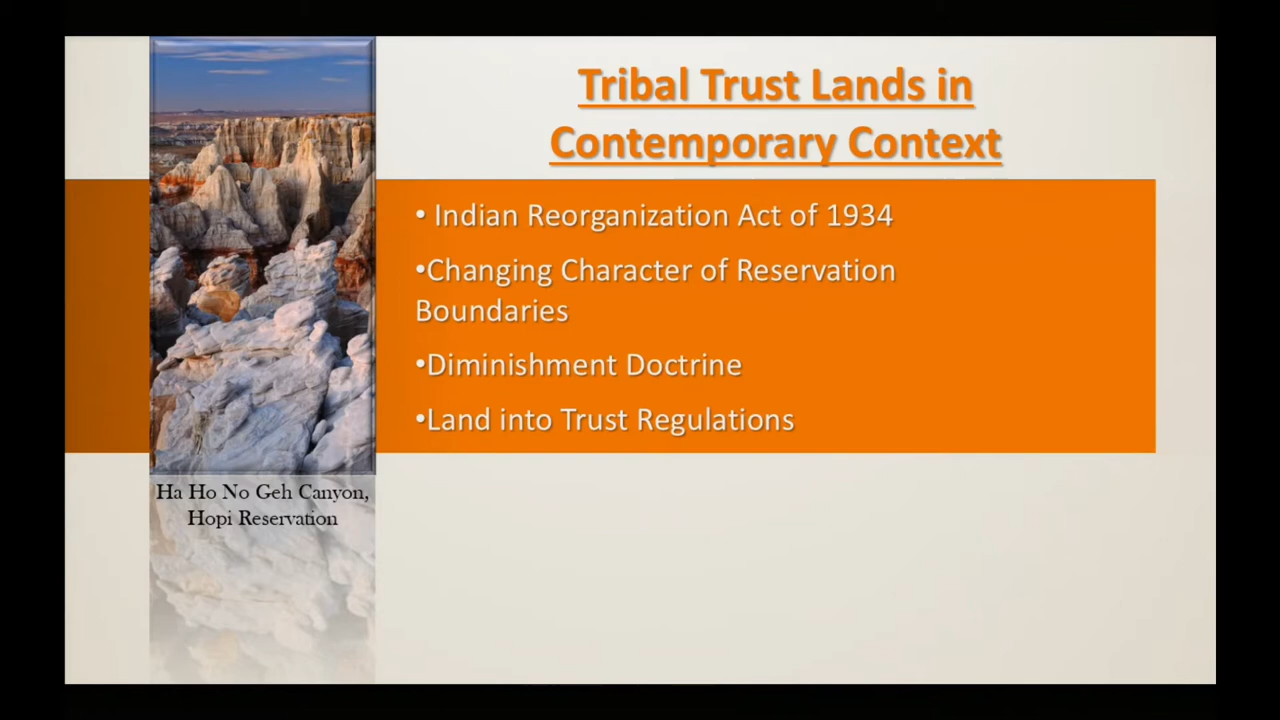 Tribal Trust Lands in
Contemporary Context
• Indian Reorganization Act of 1934
•Changing Character of Reservation
Boundaries
•Diminishment Doctrine
•Land into Trust Regulations
Ha Ho No Geh Canyon,
Hopi Reservation